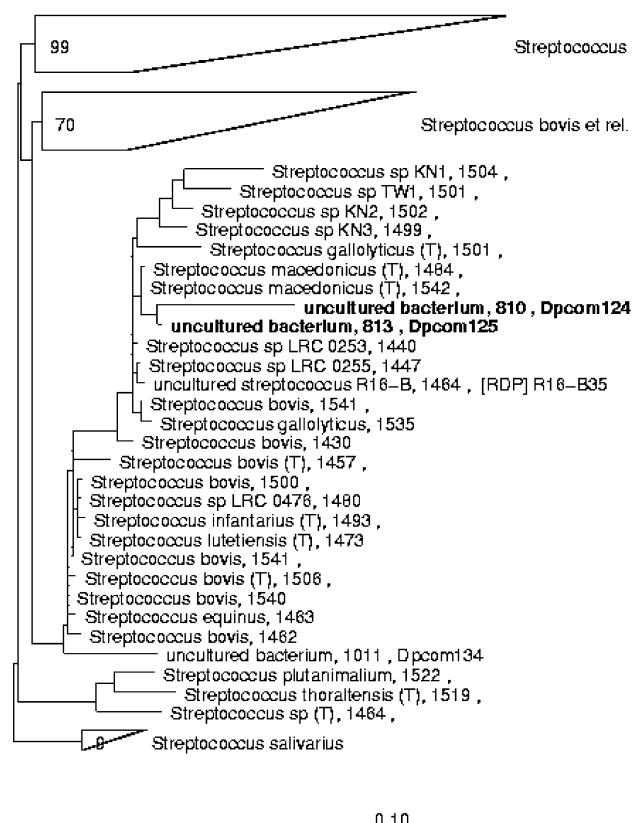 99
Streptococcus
70
Streptococcus bovis et rel.
Streptococcus sp KN1, 1504 ,
Streptococcus sp TW1, 1501 ,
Streptococcus sp KN2, 1502 ,
Streptococcus sp KN3, 1499 ,
Streptococcus gallolyticus (T), 1501 ,
Streptococcus macedonicus (T), 1484 ,
Streptococcus macedonicus (T), 1542 ,
uncultured bacterium, 810 , Dpcom124
uncultured bacterium, 813 , Dpcom125
Streptococcus sp LRC 0253, 1440
Streptococcus sp LRC 0255, 1447
uncultured streptococcus R16-B, 1464 , [RDP] R16-B35
Streptococcus bovis, 1541 ,
Streptococcus gallolyticus, 1535
Streptococcus bovis, 1430
Streptococcus bovis (T), 1457 ,
Streptococcus bovis, 1500 ,
Streptococcus sp LRC 0476, 1480
Streptococcus infantarius (T), 1493 ,
Streptococcus lutetiensis (T), 1473
Streptococcus bovis, 1541 ,
Streptococcus bovis (T), 1506 ,
Streptococcus bovis, 1540
Streptococcus equinus, 1463
Streptococcus bovis, 1462
uncultured bacterium, 1011 , Dpcom134
Streptococcus plutanimalium, 1522 ,
Streptococcus thoraltensis (T), 1519 ,
Streptococcus sp (T), 1464 ,
Streptococcus salivarius
0.10